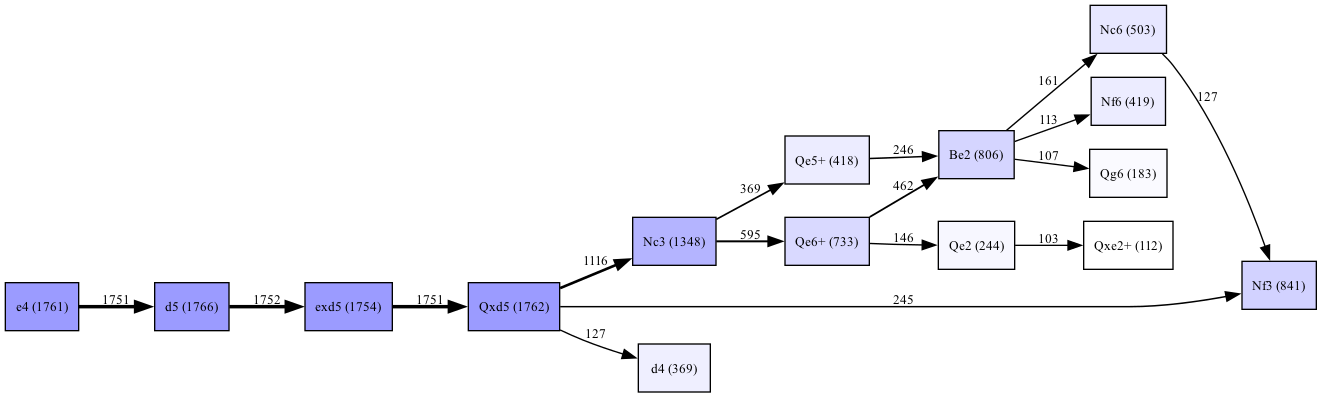 Nc6 (503)
161
127
Nf6 (419)
113
Qe5+ (418)
246
Be2 (806)
107
Qg6 (183)
369
462
Nc3 (1348)
595
Qe6+ (733)
146
Qe2 (244)
103
Qxe2+ (112)
1116
Nf3 (841)
e4 (1761)
1751
d5 (1766)
1752
exd5 (1754)
1751
Qxd5 (1762)
245
127
d4 (369)